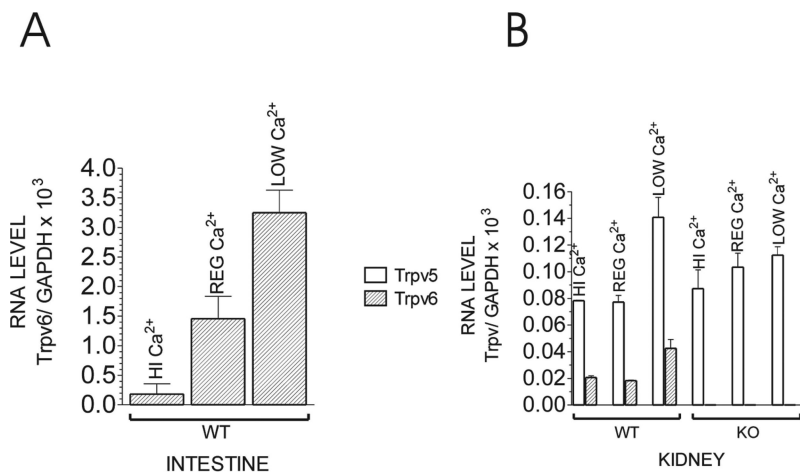 A
RNA LEVEL
Trpv6/ GAPDH x 10³
4.0
3.5
3.0
2.5
2.0
1.5
1.0
0.5
0.0
HI Ca²⁺
REG Ca²⁺
LOW Ca²⁺
WT
INTESTINE
Trpv5
Trpv6
B
RNA LEVEL
Trpv/ GAPDH x 10³
0.16
0.14
0.12
0.10
0.08
0.06
0.04
0.02
0.00
HI Ca²⁺
REG Ca²⁺
LOW Ca²⁺
HI Ca²⁺
REG Ca²⁺
LOW Ca²⁺
WT
KO
KIDNEY